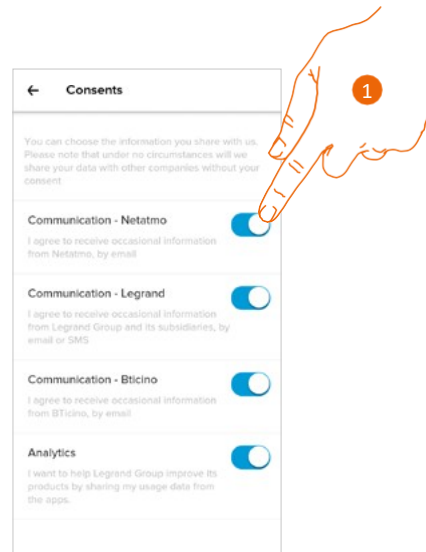 ← Consents
1
You can choose the information you share with us.
Please note that under no circumstances will we
share your data with other companies without your
consent
Communication - Netatmo
I agree to receive occasional information
from Netatmo, by email
Communication - Legrand
I agree to receive occasional information
from Legrand Group and its subsidiaries, by
email or SMS
Communication - Bticino
I agree to receive occasional information
from BTicino, by email
Analytics
I want to help Legrand Group improve its
products by sharing my usage data from
the apps.